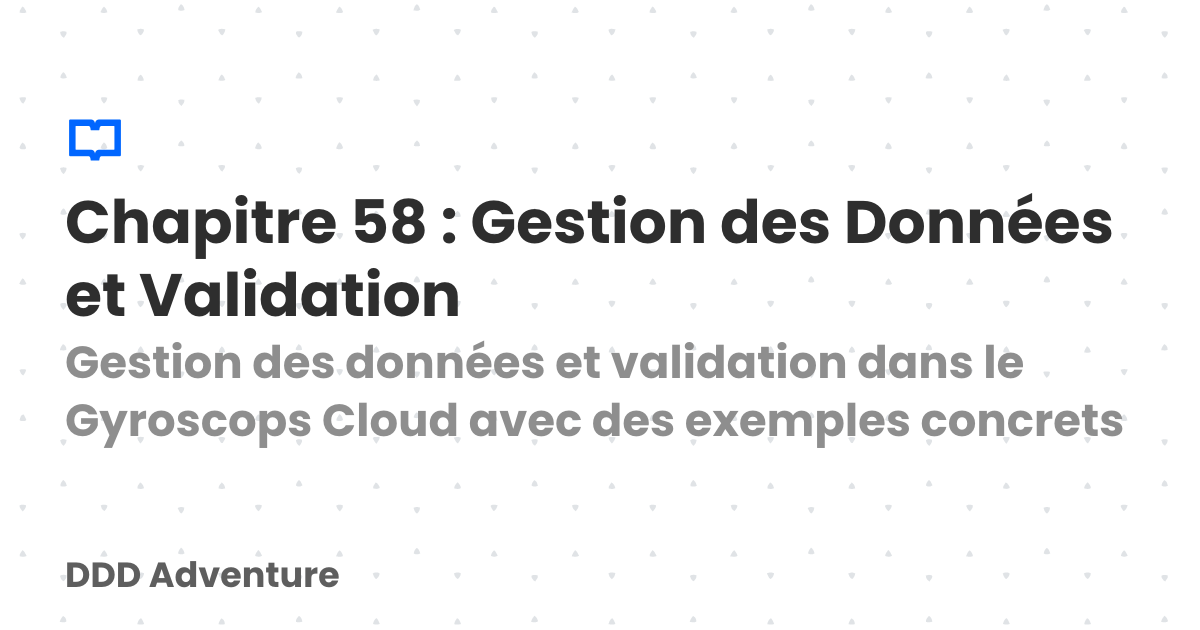 Chapitre 58 : Gestion des Données
et Validation
Gestion des données et validation dans le
Gyroscops Cloud avec des exemples concrets
DDD Adventure